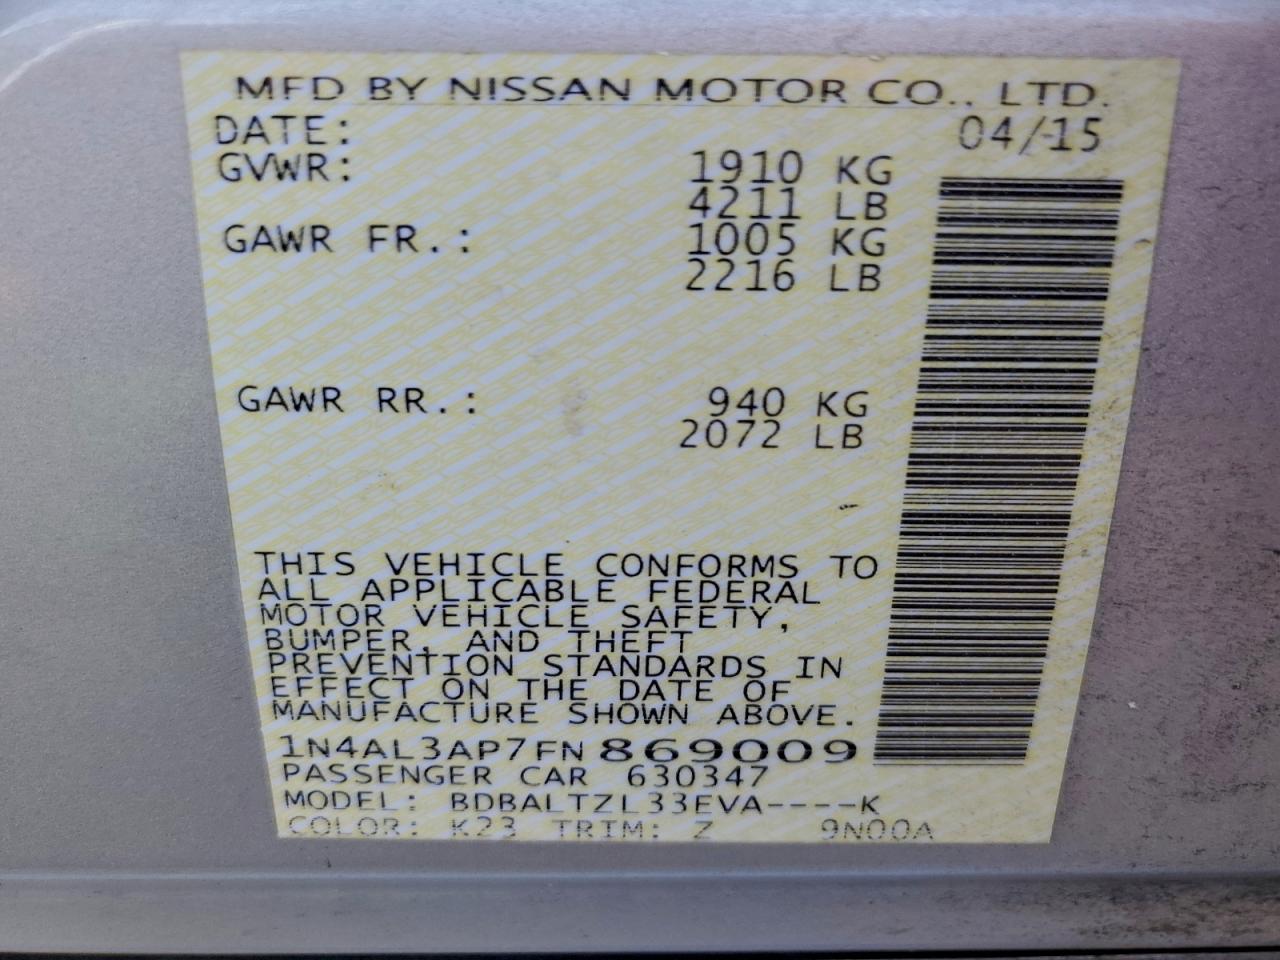 MFD BY NISSAN MOTOR CO., LTD.
DATE: 04/15
GVWR: 1910 KG
4211 LB
GAWR FR.: 1005 KG
2216 LB
GAWR RR.: 940 KG
2072 LB
THIS VEHICLE CONFORMS TO
ALL APPLICABLE FEDERAL
MOTOR VEHICLE SAFETY,
BUMPER, AND THEFT
PREVENTION STANDARDS IN
EFFECT ON THE DATE OF
MANUFACTURE SHOWN ABOVE.
1N4AL3AP7FN869009
PASSENGER CAR 630347
MODEL: BDBALTZL33EVA----K
COLOR: K23 TRIM: Z 9N00A